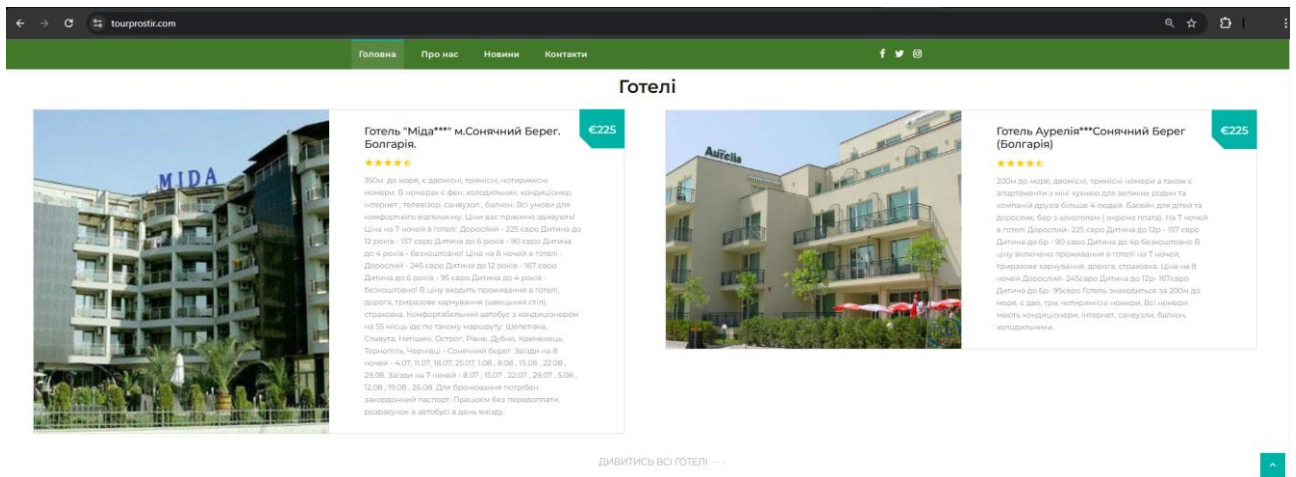 tourprostir.com
Головна Про нас Новини Контакти
Готелі
MIDA
Готель "Міда***" м.Сонячний Берег.
Болгарія.
€225
350м. до моря, є двомісні, тримісні, чотиримісні
номери. В номерах є фен, холодильник, кондиціонер,
інтернет , телевізор, санвузол , балкон. Всі умови для
комфортного відпочинку. Ціни вас приємно здивують!
Ціна на 7 ночей в готелі: Дорослий - 225 євро Дитина до
12 років - 157 євро Дитина до 6 років - 90 євро Дитина
до 4 років - безкоштовно! Ціна на 8 ночей в готелі :
Дорослий - 245 євро Дитина до 12 років - 167 євро
Дитина до 6 років - 95 євро Дитина до 4 років -
безкоштовно! В ціну входить проживання в готелі,
дорога, триразове харчування (шведський стіл),
страховка. Комфортабельний автобус з кондиціонером
на 55 місць їде по такому маршруту: Шепетівка,
Славута, Нетішин, Острог, Рівне, Дубно, Кременець,
Тернопіль, Чернівці - Сонячний берег. Заїзди на 8
ночей - 4.07, 11.07, 18.07, 25.07, 1.08 , 8.08 , 15.08 , 22.08 ,
29.08. Заїзди на 7 ночей - 8.07 , 15.07 , 22.07 , 29.07 , 5.08 ,
12.08 , 19.08 , 26.08. Для бронювання потрібен
закордонний паспорт. Працюєм без передоплати,
розрахунок в автобусі в день виїзду.
Aurelia
Готель Аурелія***Сонячний Берег
(Болгарія)
€225
200м до моря, двомісні, тримісні номери а також є
апартаменти з міні кухнею для великих родин та
компаній друзів більше 4 людей. Басейн для дітей та
дорослих, бар з алкоголем ( окрема плата). На 7 ночей
в готелі Дорослий- 225 євро Дитина до 12р - 157 євро
Дитина до 6р - 90 євро Дитина до 4р безкоштовно В
ціну включено проживання в готелі на 7 ночей,
триразове харчування, дорога, страховка. Ціна на 8
ночей Дорослий- 245євро Дитина до 12р- 167євро
Дитина до 6р- 95євро Готель знаходиться за 200м до
моря, є дво, три, чотиримісні номери. Всі номери
мають кондиціонери, інтернет, санвузли, балкон,
холодильники.
ДИВИТИСЬ ВСІ ГОТЕЛІ